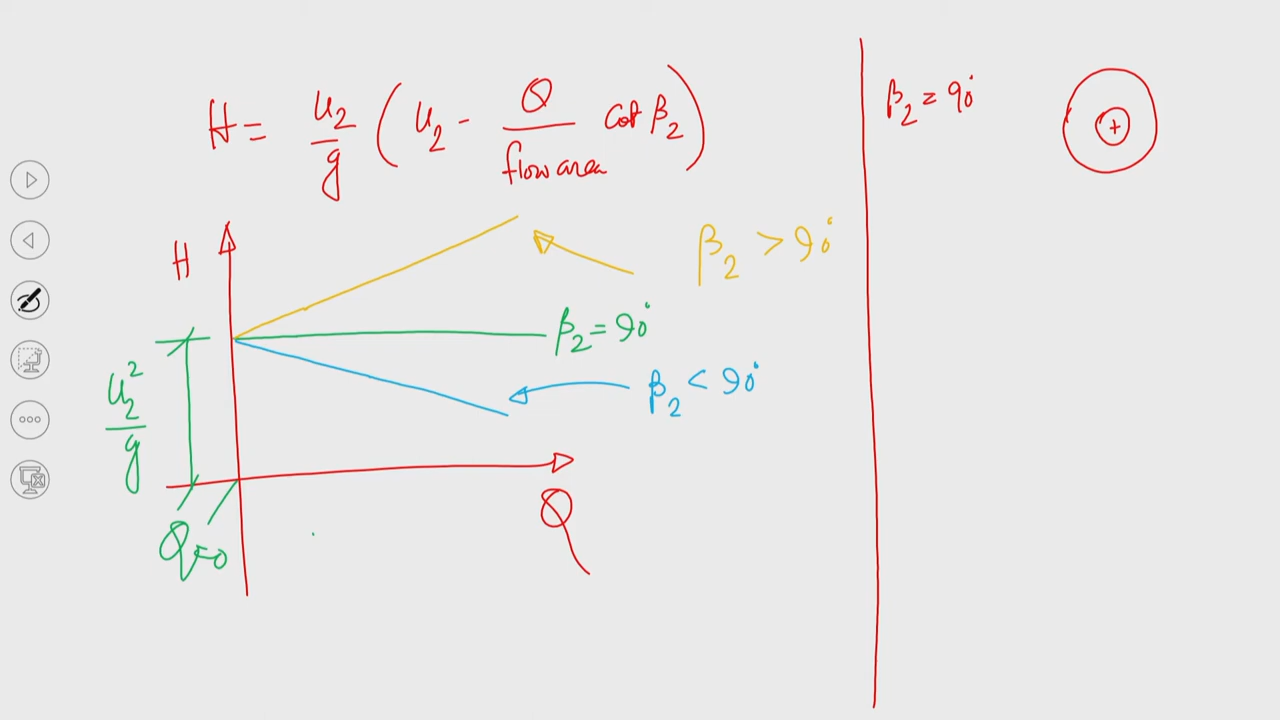 H = u₂/g (u₂ - Q/flow area cot β₂)
β₂ = 90°
H
β₂ > 90°
β₂ = 90°
β₂ < 90°
u₂²/g
Q
Q=0